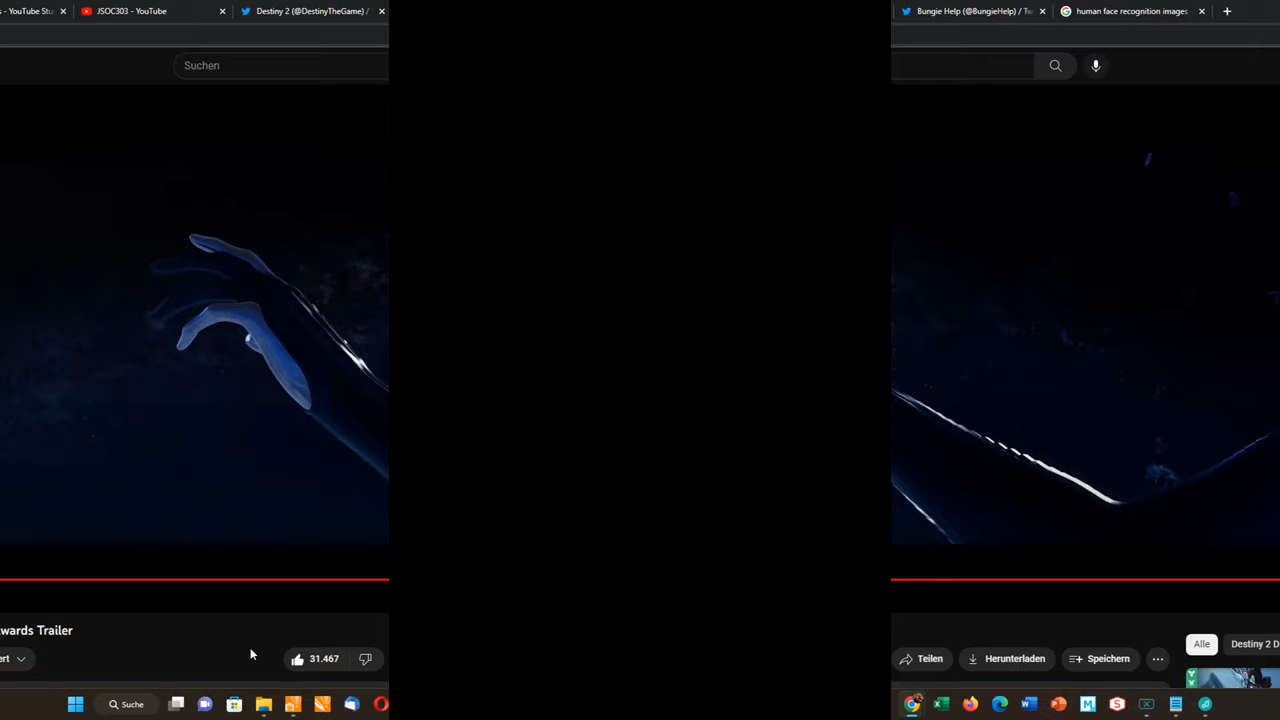 s - YouTube Stu
JSOC303 - YouTube
Destiny 2 (@DestinyTheGame) /
Bungie Help (@BungieHelp) / Tw
human face recognition images -
Suchen
wards Trailer
ert
31.467
Teilen
Herunterladen
Speichern
Alle
Destiny 2 D
Suche